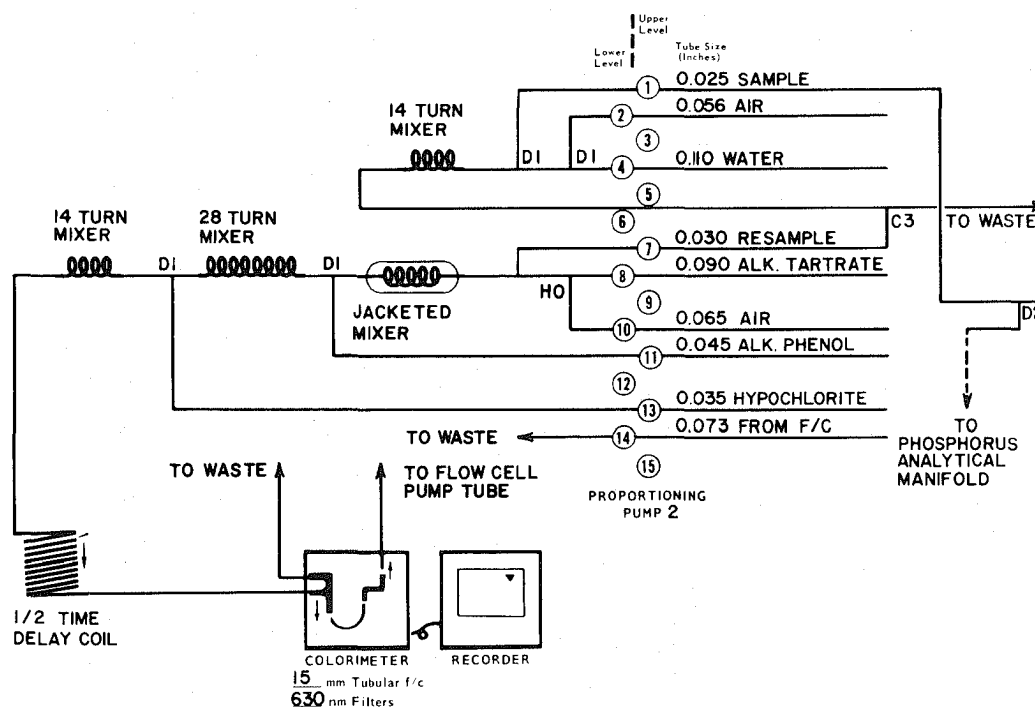 Upper
Level
Lower
Level
Tube Size
(Inches)
1 0.025 SAMPLE
2 0.056 AIR
14 TURN
MIXER
3
D1 D1 4 0.110 WATER
5
6
C3 TO WASTE
14 TURN
MIXER
28 TURN
MIXER
7 0.030 RESAMPLE
D1 D1 8 0.090 ALK. TARTRATE
HO
JACKETED
MIXER
9
10 0.065 AIR
11 0.045 ALK. PHENOL
12
13 0.035 HYPOCHLORITE
TO WASTE 14 0.073 FROM F/C
TO
PHOSPHORUS
ANALYTICAL
MANIFOLD
TO WASTE
TO FLOW CELL
PUMP TUBE
15
PROPORTIONING
PUMP 2
1/2 TIME
DELAY COIL
COLORIMETER
RECORDER
15 mm Tubular f/c
630 nm Filters